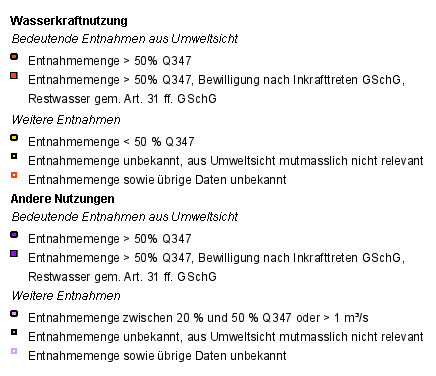 Wasserkraftnutzung
Bedeutende Entnahmen aus Umweltsicht
Entnahmemenge > 50% Q347
Entnahmemenge > 50% Q347, Bewilligung nach Inkrafttreten GSchG,
Restwasser gem. Art. 31 ff. GSchG
Weitere Entnahmen
Entnahmemenge < 50 % Q347
Entnahmemenge unbekannt, aus Umweltsicht mutmasslich nicht relevant
Entnahmemenge sowie übrige Daten unbekannt
Andere Nutzungen
Bedeutende Entnahmen aus Umweltsicht
Entnahmemenge > 50% Q347
Entnahmemenge > 50% Q347, Bewilligung nach Inkrafttreten GSchG,
Restwasser gem. Art. 31 ff. GSchG
Weitere Entnahmen
Entnahmemenge zwischen 20 % und 50 % Q347 oder > 1 m³/s
Entnahmemenge unbekannt, aus Umweltsicht mutmasslich nicht relevant
Entnahmemenge sowie übrige Daten unbekannt